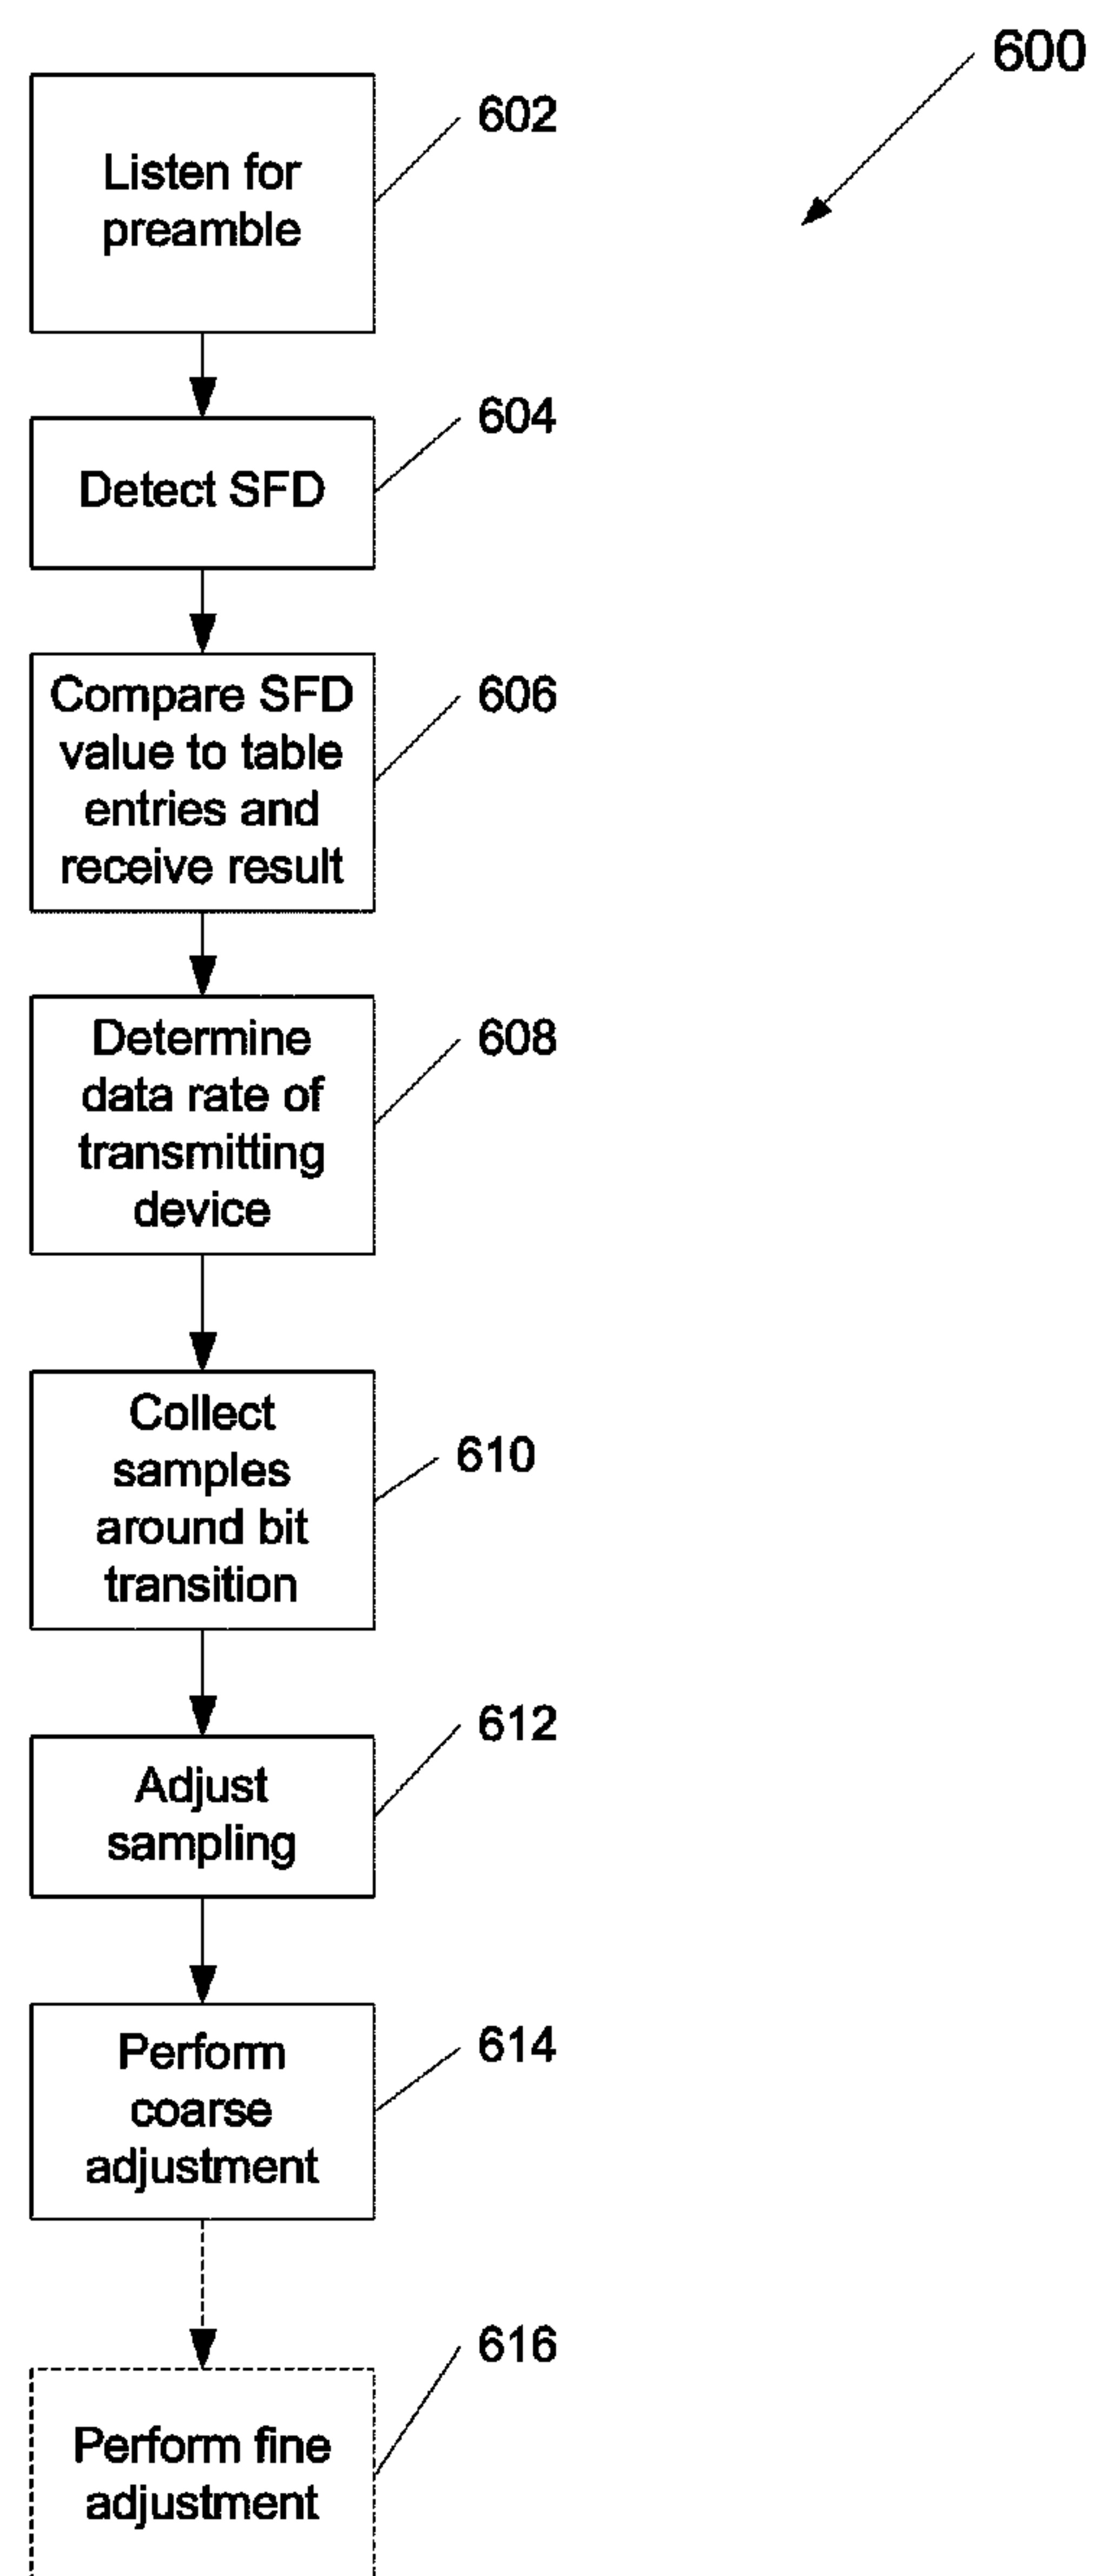 600
602
Listen for
preamble
604
Detect SFD
606
Compare SFD
value to table
entries and
receive result
608
Determine
data rate of
transmitting
device
610
Collect
samples
around bit
transition
612
Adjust
sampling
614
Perform
coarse
adjustment
616
Perform fine
adjustment